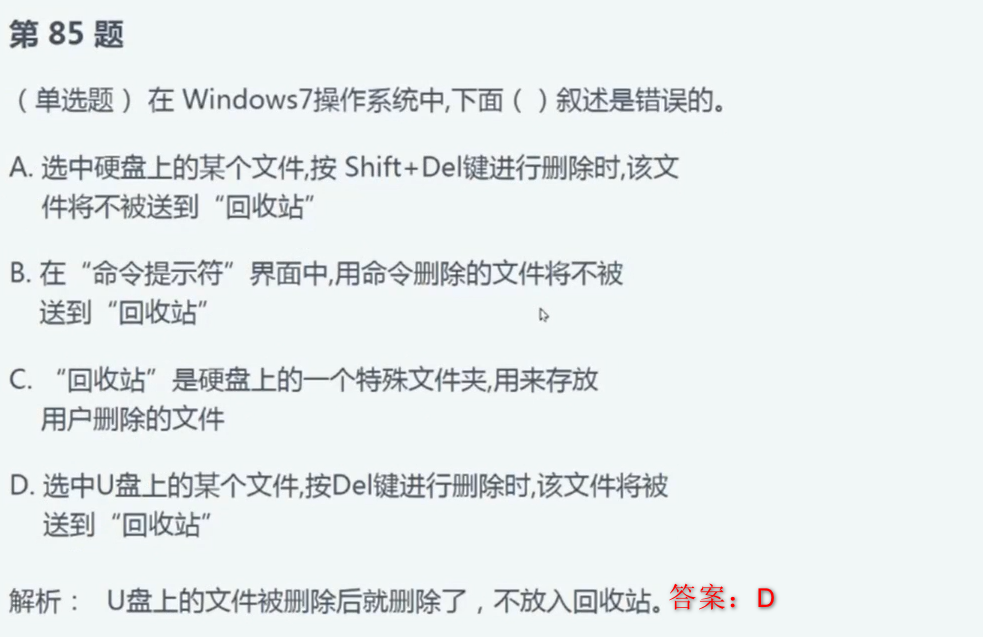 第 85 题
（单选题） 在 Windows7操作系统中,下面 ( ) 叙述是错误的。
A. 选中硬盘上的某个文件,按 Shift+Del键进行删除时,该文
件将不被送到“回收站”
B. 在“命令提示符”界面中,用命令删除的文件将不被
送到“回收站”
C. “回收站”是硬盘上的一个特殊文件夹,用来存放
用户删除的文件
D. 选中U盘上的某个文件,按Del键进行删除时,该文件将被
送到“回收站”
解析： U盘上的文件被删除后就删除了，不放入回收站。答案：D